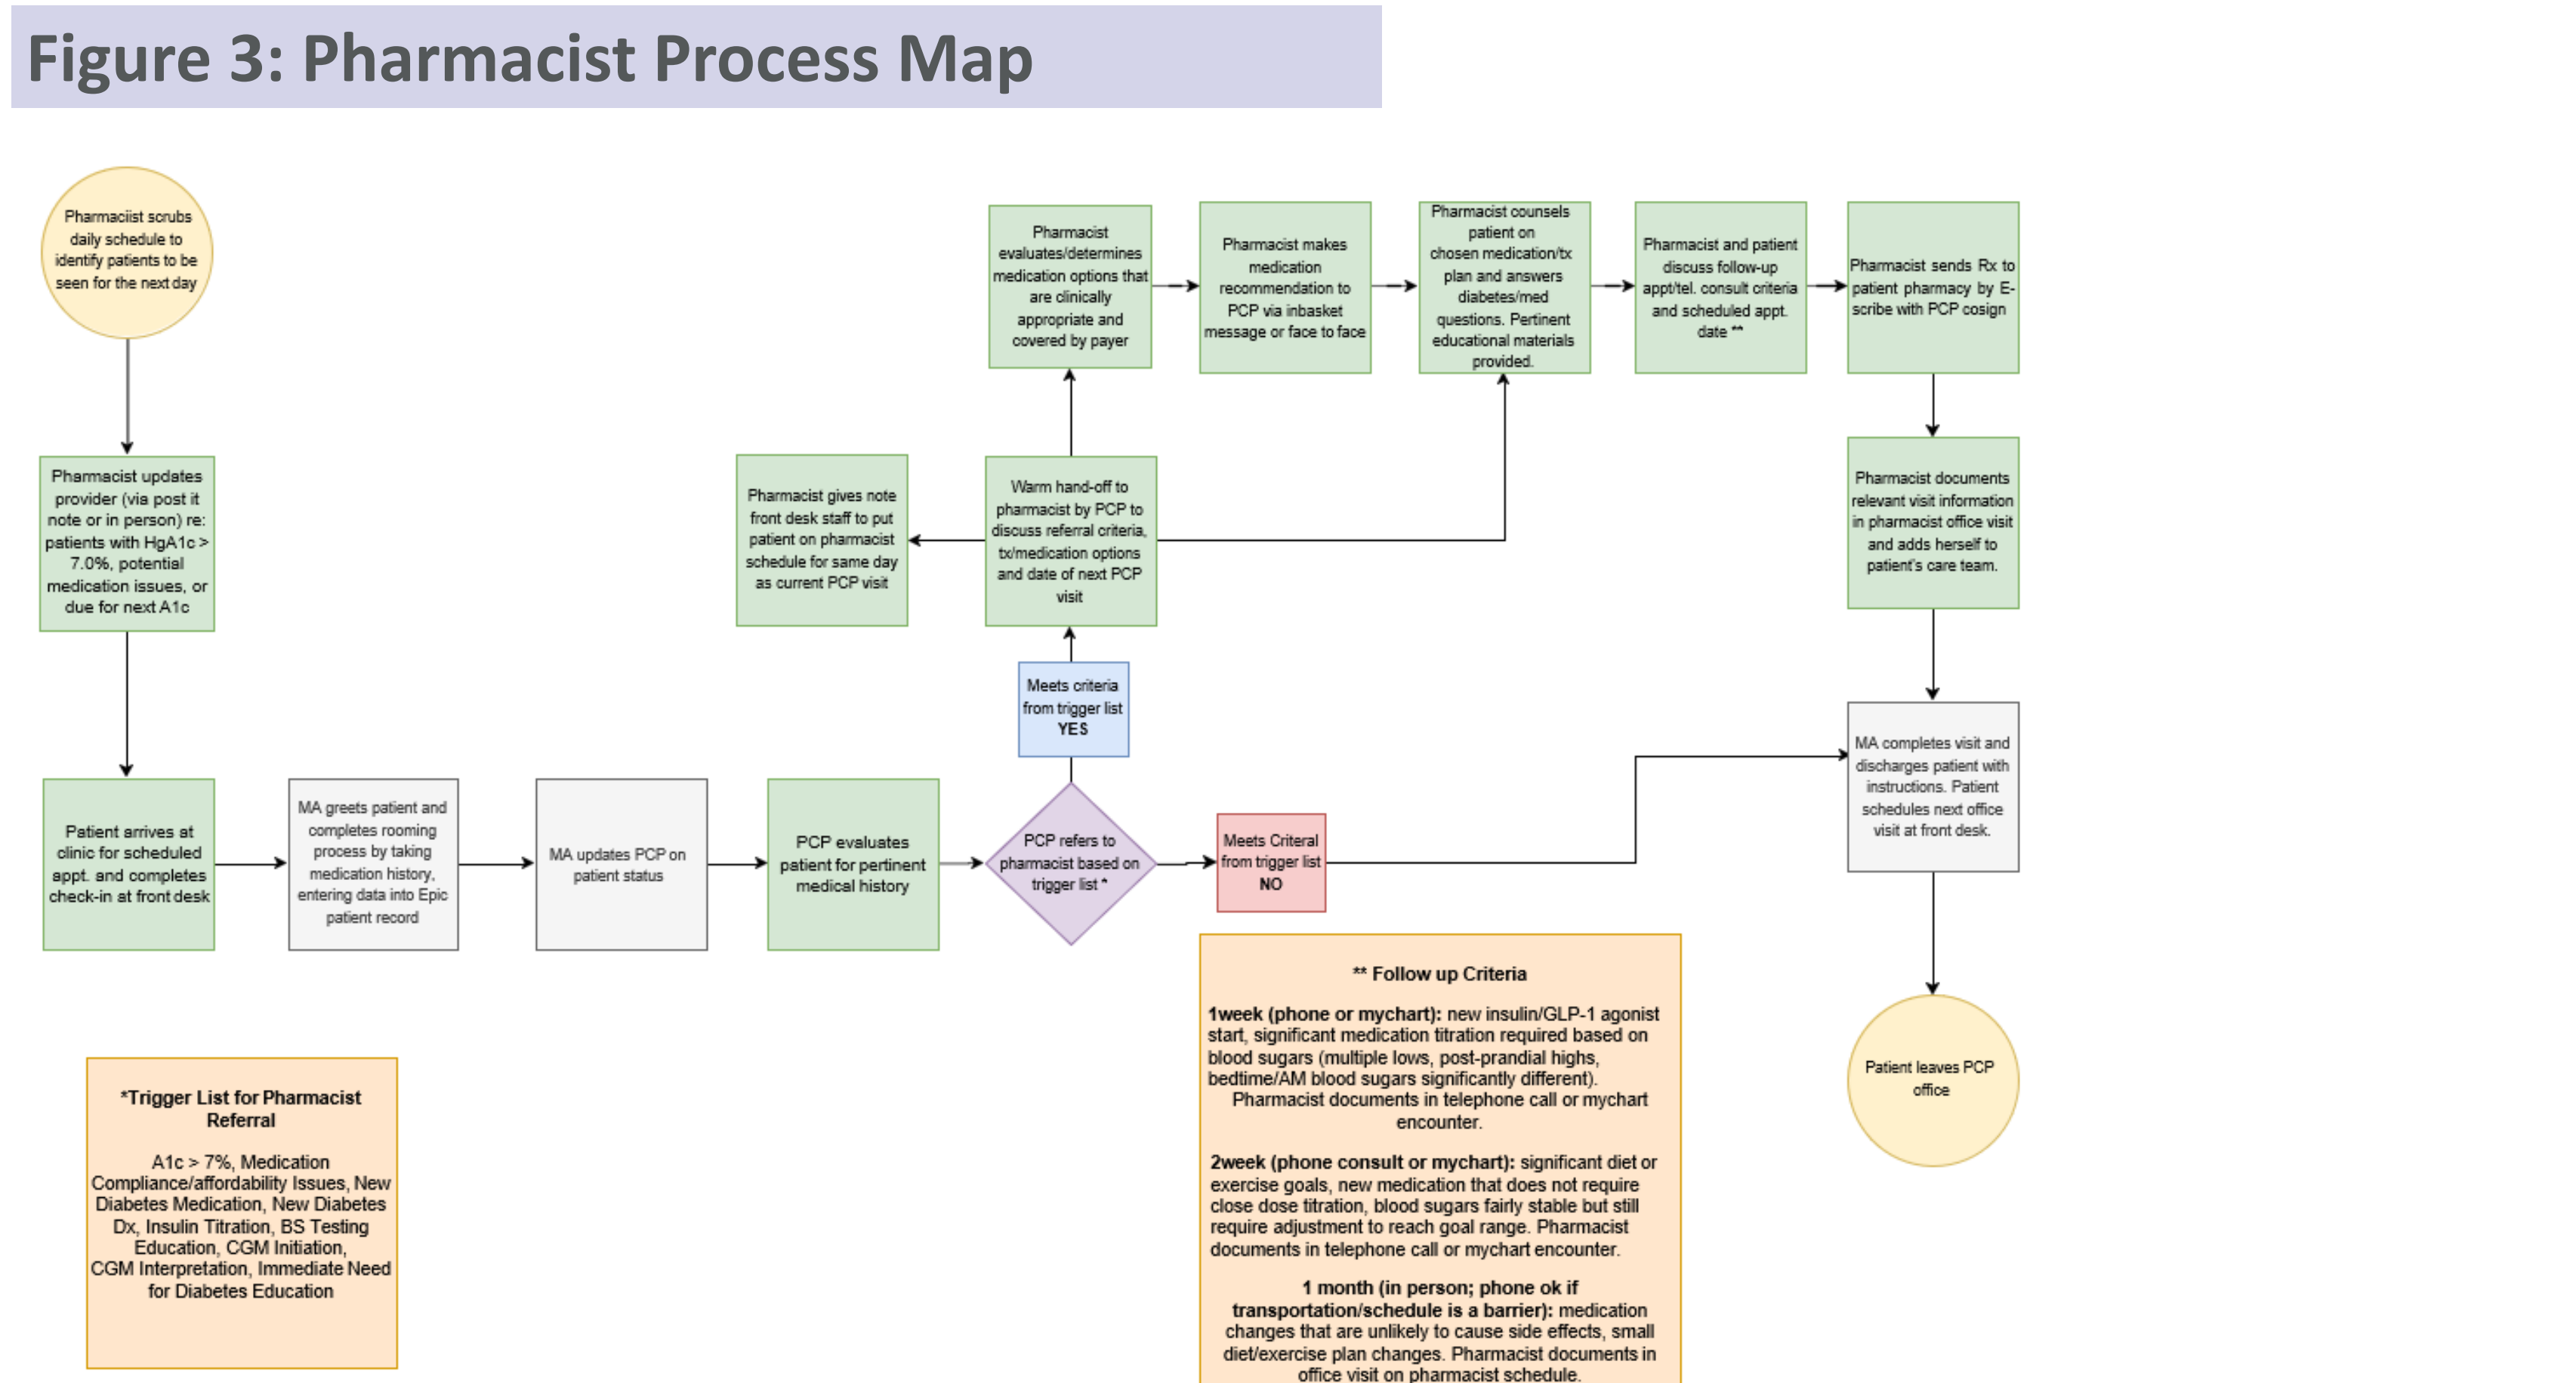 Figure 3: Pharmacist Process Map
Pharmaciist scrubs
daily schedule to
identify patients to be
seen for the next day
Pharmacist updates
provider (via post it
note or in person) re:
patients with HgA1c >
7.0%, potential
medication issues, or
due for next A1c
Patient arrives at
clinic for scheduled
appt. and completes
check-in at front desk
MA greets patient and
completes rooming
process by taking
medication history,
entering data into Epic
patient record
MA updates PCP on
patient status
PCP evaluates
patient for pertinent
medical history
PCP refers to
pharmacist based on
trigger list *
Meets criteria
from trigger list
YES
Meets Criteral
from trigger list
NO
Warm hand-off to
pharmacist by PCP to
discuss referral criteria,
tx/medication options
and date of next PCP
visit
Pharmacist gives note
front desk staff to put
patient on pharmacist
schedule for same day
as current PCP visit
Pharmacist
evaluates/determines
medication options that
are clinically
appropriate and
covered by payer
Pharmacist makes
medication
recommendation to
PCP via inbasket
message or face to face
Pharmacist counsels
patient on
chosen medication/tx
plan and answers
diabetes/med
questions. Pertinent
educational materials
provided.
Pharmacist and patient
discuss follow-up
appt/tel. consult criteria
and scheduled appt.
date **
Pharmacist sends Rx to
patient pharmacy by E-
scribe with PCP cosign
Pharmacist documents
relevant visit information
in pharmacist office visit
and adds herself to
patient's care team.
MA completes visit and
discharges patient with
instructions. Patient
schedules next office
visit at front desk.
Patient leaves PCP
office
*Trigger List for Pharmacist
Referral
A1c > 7%, Medication
Compliance/affordability Issues, New
Diabetes Medication, New Diabetes
Dx, Insulin Titration, BS Testing
Education, CGM Initiation,
CGM Interpretation, Immediate Need
for Diabetes Education
** Follow up Criteria
1week (phone or mychart): new insulin/GLP-1 agonist
start, significant medication titration required based on
blood sugars (multiple lows, post-prandial highs,
bedtime/AM blood sugars significantly different).
Pharmacist documents in telephone call or mychart
encounter.
2week (phone consult or mychart): significant diet or
exercise goals, new medication that does not require
close dose titration, blood sugars fairly stable but still
require adjustment to reach goal range. Pharmacist
documents in telephone call or mychart encounter.
1 month (in person; phone ok if
transportation/schedule is a barrier): medication
changes that are unlikely to cause side effects, small
diet/exercise plan changes. Pharmacist documents in
office visit on pharmacist schedule.